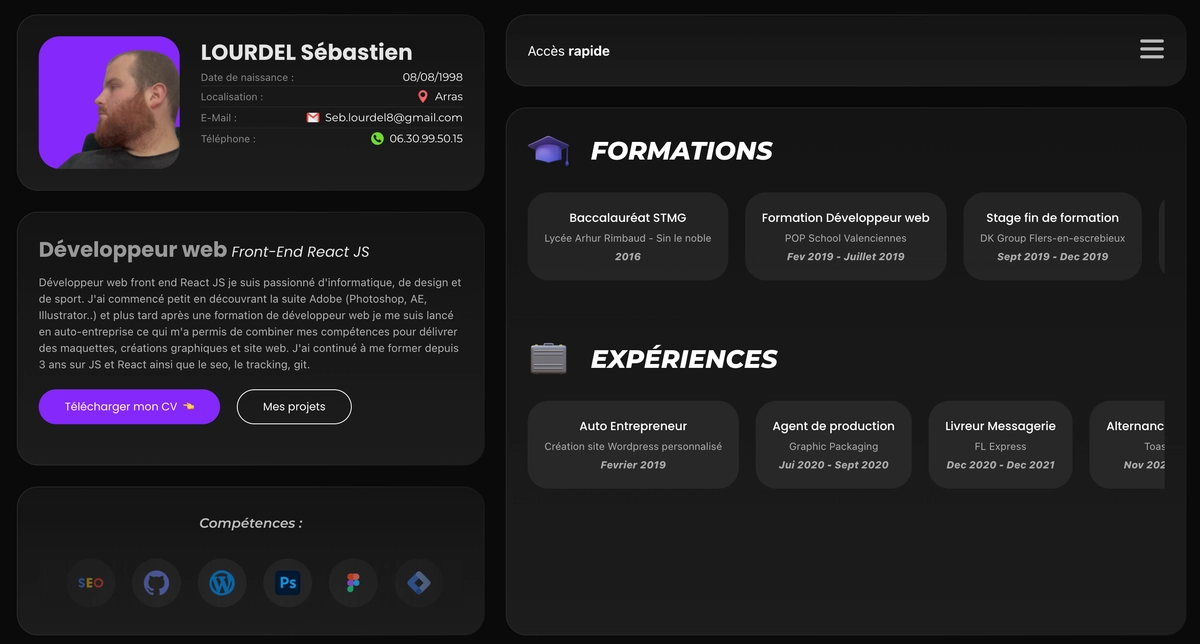 LOURDEL Sébastien
Date de naissance : 08/08/1998
Localisation : Arras
E-Mail : Seb.lourdel8@gmail.com
Téléphone : 06.30.99.50.15
Développeur web Front-End React JS
Développeur web front end React JS je suis passionné d'informatique, de design et
de sport. J'ai commencé petit en découvrant la suite Adobe (Photoshop, AE,
Illustrator..) et plus tard après une formation de développeur web je me suis lancé
en auto-entreprise ce qui m'a permis de combiner mes compétences pour délivrer
des maquettes, créations graphiques et site web. J'ai continué à me former depuis
3 ans sur JS et React ainsi que le seo, le tracking, git.
Télécharger mon CV
Mes projets
Compétences :
SEO
Ps
Accès rapide
FORMATIONS
Baccalauréat STMG
Lycée Arhur Rimbaud - Sin le noble
2016
Formation Développeur web
POP School Valenciennes
Fev 2019 - Juillet 2019
Stage fin de formation
DK Group Flers-en-escrebieux
Sept 2019 - Dec 2019
EXPÉRIENCES
Auto Entrepreneur
Création site Wordpress personnalisé
Fevrier 2019
Agent de production
Graphic Packaging
Jui 2020 - Sept 2020
Livreur Messagerie
FL Express
Dec 2020 - Dec 2021
Alternanc
Toas
Nov 202